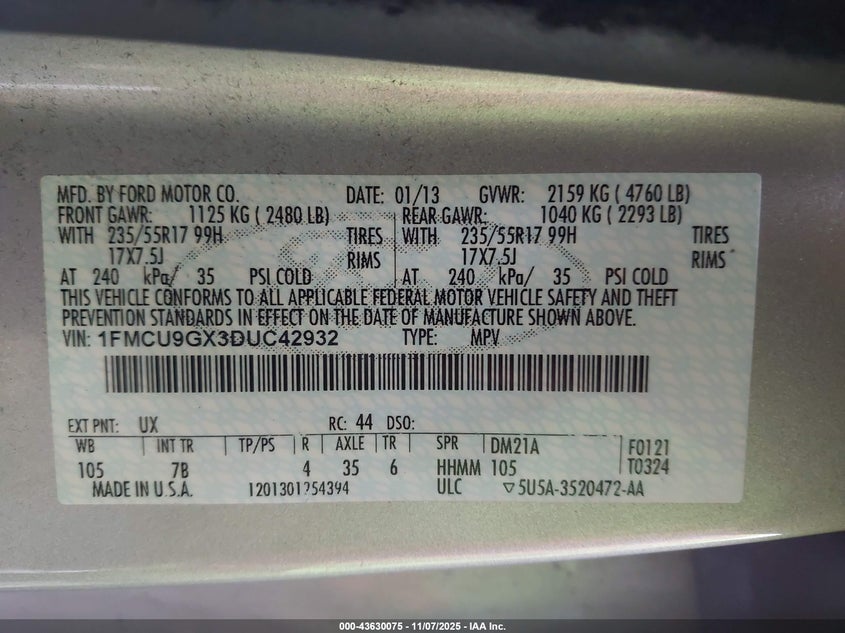 MFD. BY FORD MOTOR CO. DATE: 01/13 GVWR: 2159 KG ( 4760 LB)
FRONT GAWR: 1125 KG ( 2480 LB) REAR GAWR: 1040 KG ( 2293 LB)
WITH 235/55R17 99H TIRES WITH 235/55R17 99H TIRES
17X7.5J RIMS 17X7.5J RIMS
AT 240 kPa/ 35 PSI COLD AT 240 kPa/ 35 PSI COLD
THIS VEHICLE CONFORMS TO ALL APPLICABLE FEDERAL MOTOR VEHICLE SAFETY AND THEFT
PREVENTION STANDARDS IN EFFECT ON THE DATE OF MANUFACTURE SHOWN ABOVE.
VIN: 1FMCU9GX3DUC42932 TYPE: MPV
EXT PNT: UX RC: 44 DSO:
WB INT TR TP/PS R AXLE TR SPR DM21A F0121
105 7B 4 35 6 HHMM 105 T0324
MADE IN U.S.A. ULC ▽5U5A-3520472-AA
000-43630075 - 11/07/2025 - IAA Inc.